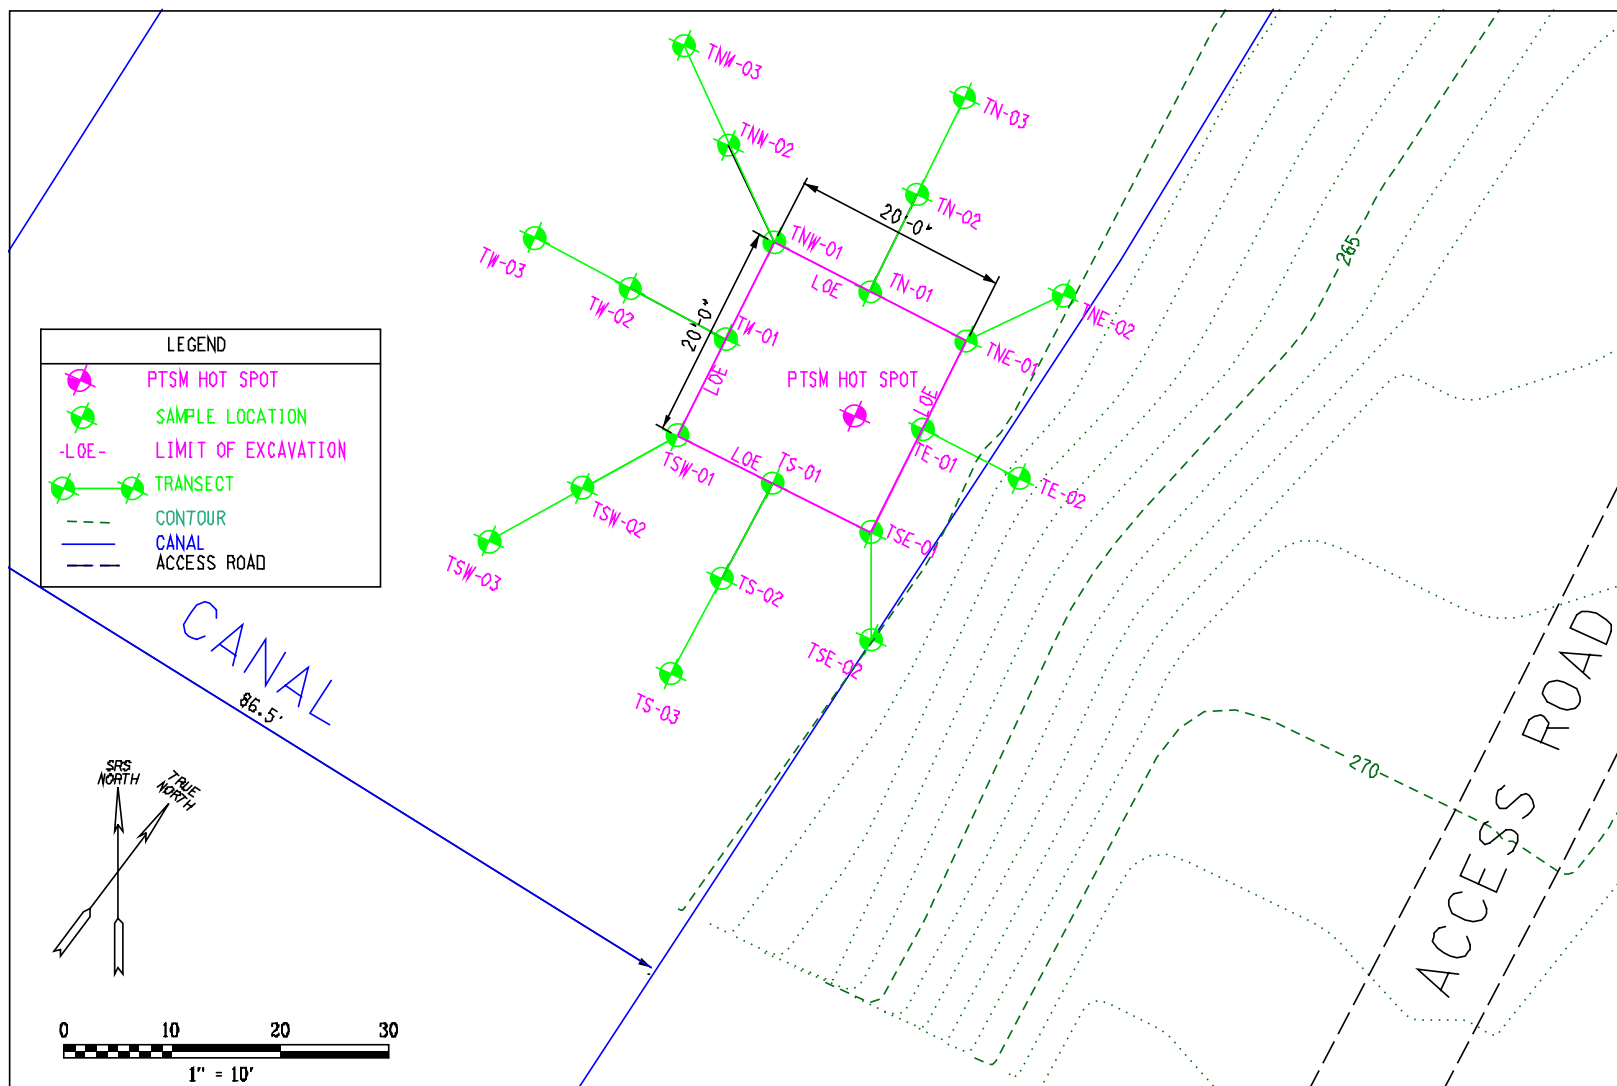 TNW-03
TN-03
TNW-02
TN-02
20'-0"
TNW-01
TW-03
TN-01
LOE
265
TW-02
20'-0"
TW-01
TNE-02
TNE-01
LOE
PTSM HOT SPOT
LOE
TE-01
TSW-01
LOE
TS-01
TE-02
TSW-02
TSE-01
TSW-03
TS-02
TSE-02
TS-03
LEGEND
PTSM HOT SPOT
SAMPLE LOCATION
-LOE- LIMIT OF EXCAVATION
TRANSECT
CONTOUR
CANAL
ACCESS ROAD
CANAL
86.5'
270
ACCESS ROAD
SRS
NORTH
TRUE
NORTH
0 10 20 30
1" = 10'